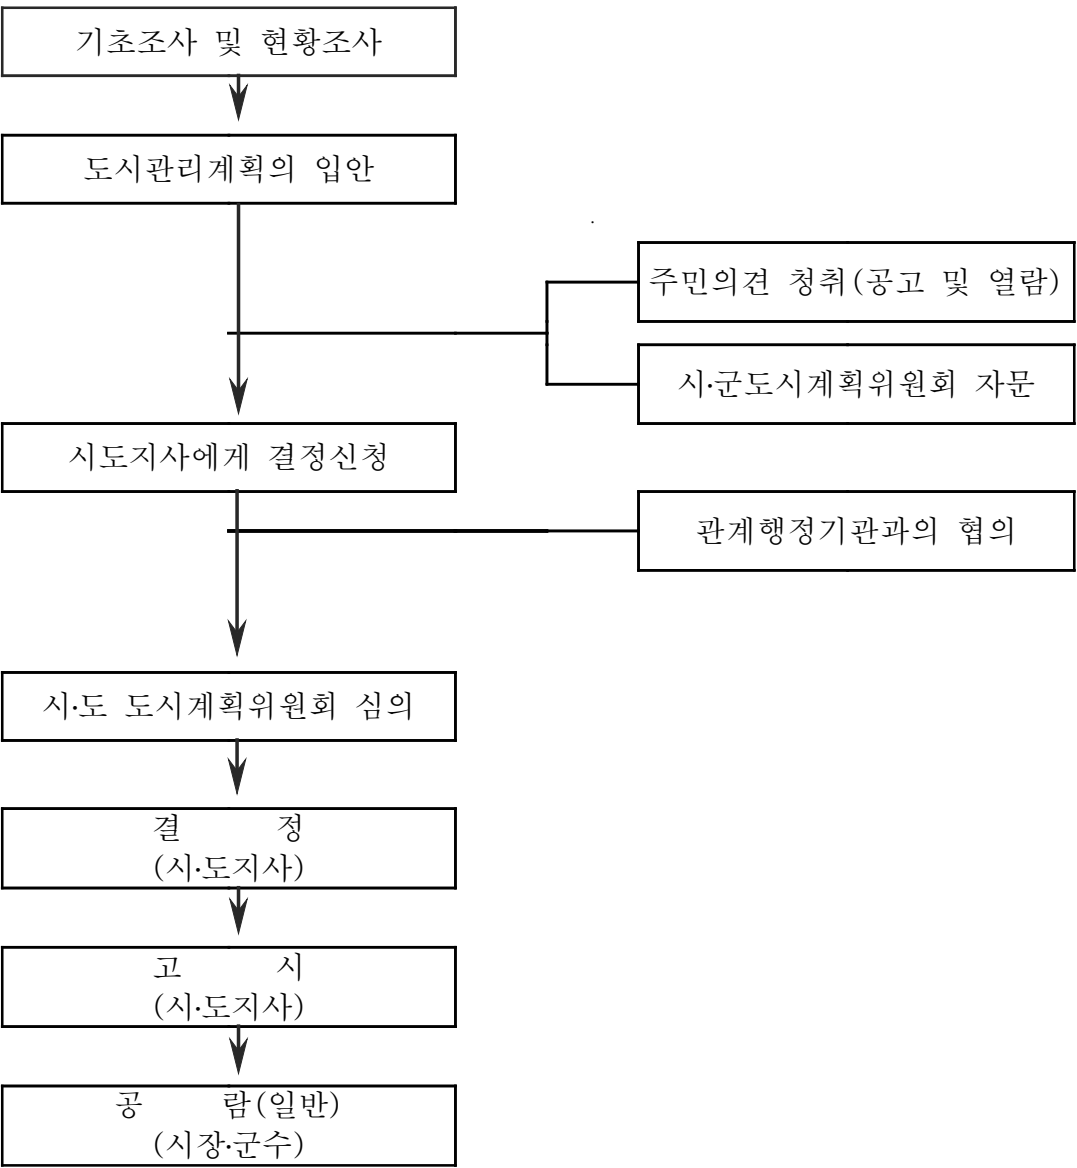 기초조사 및 현황조사
도시관리계획의 입안
주민의견 청취(공고 및 열람)
시·군도시계획위원회 자문
시도지사에게 결정신청
관계행정기관과의 협의
시·도 도시계획위원회 심의
결 정
(시·도지사)
고 시
(시·도지사)
공 람(일반)
(시장·군수)